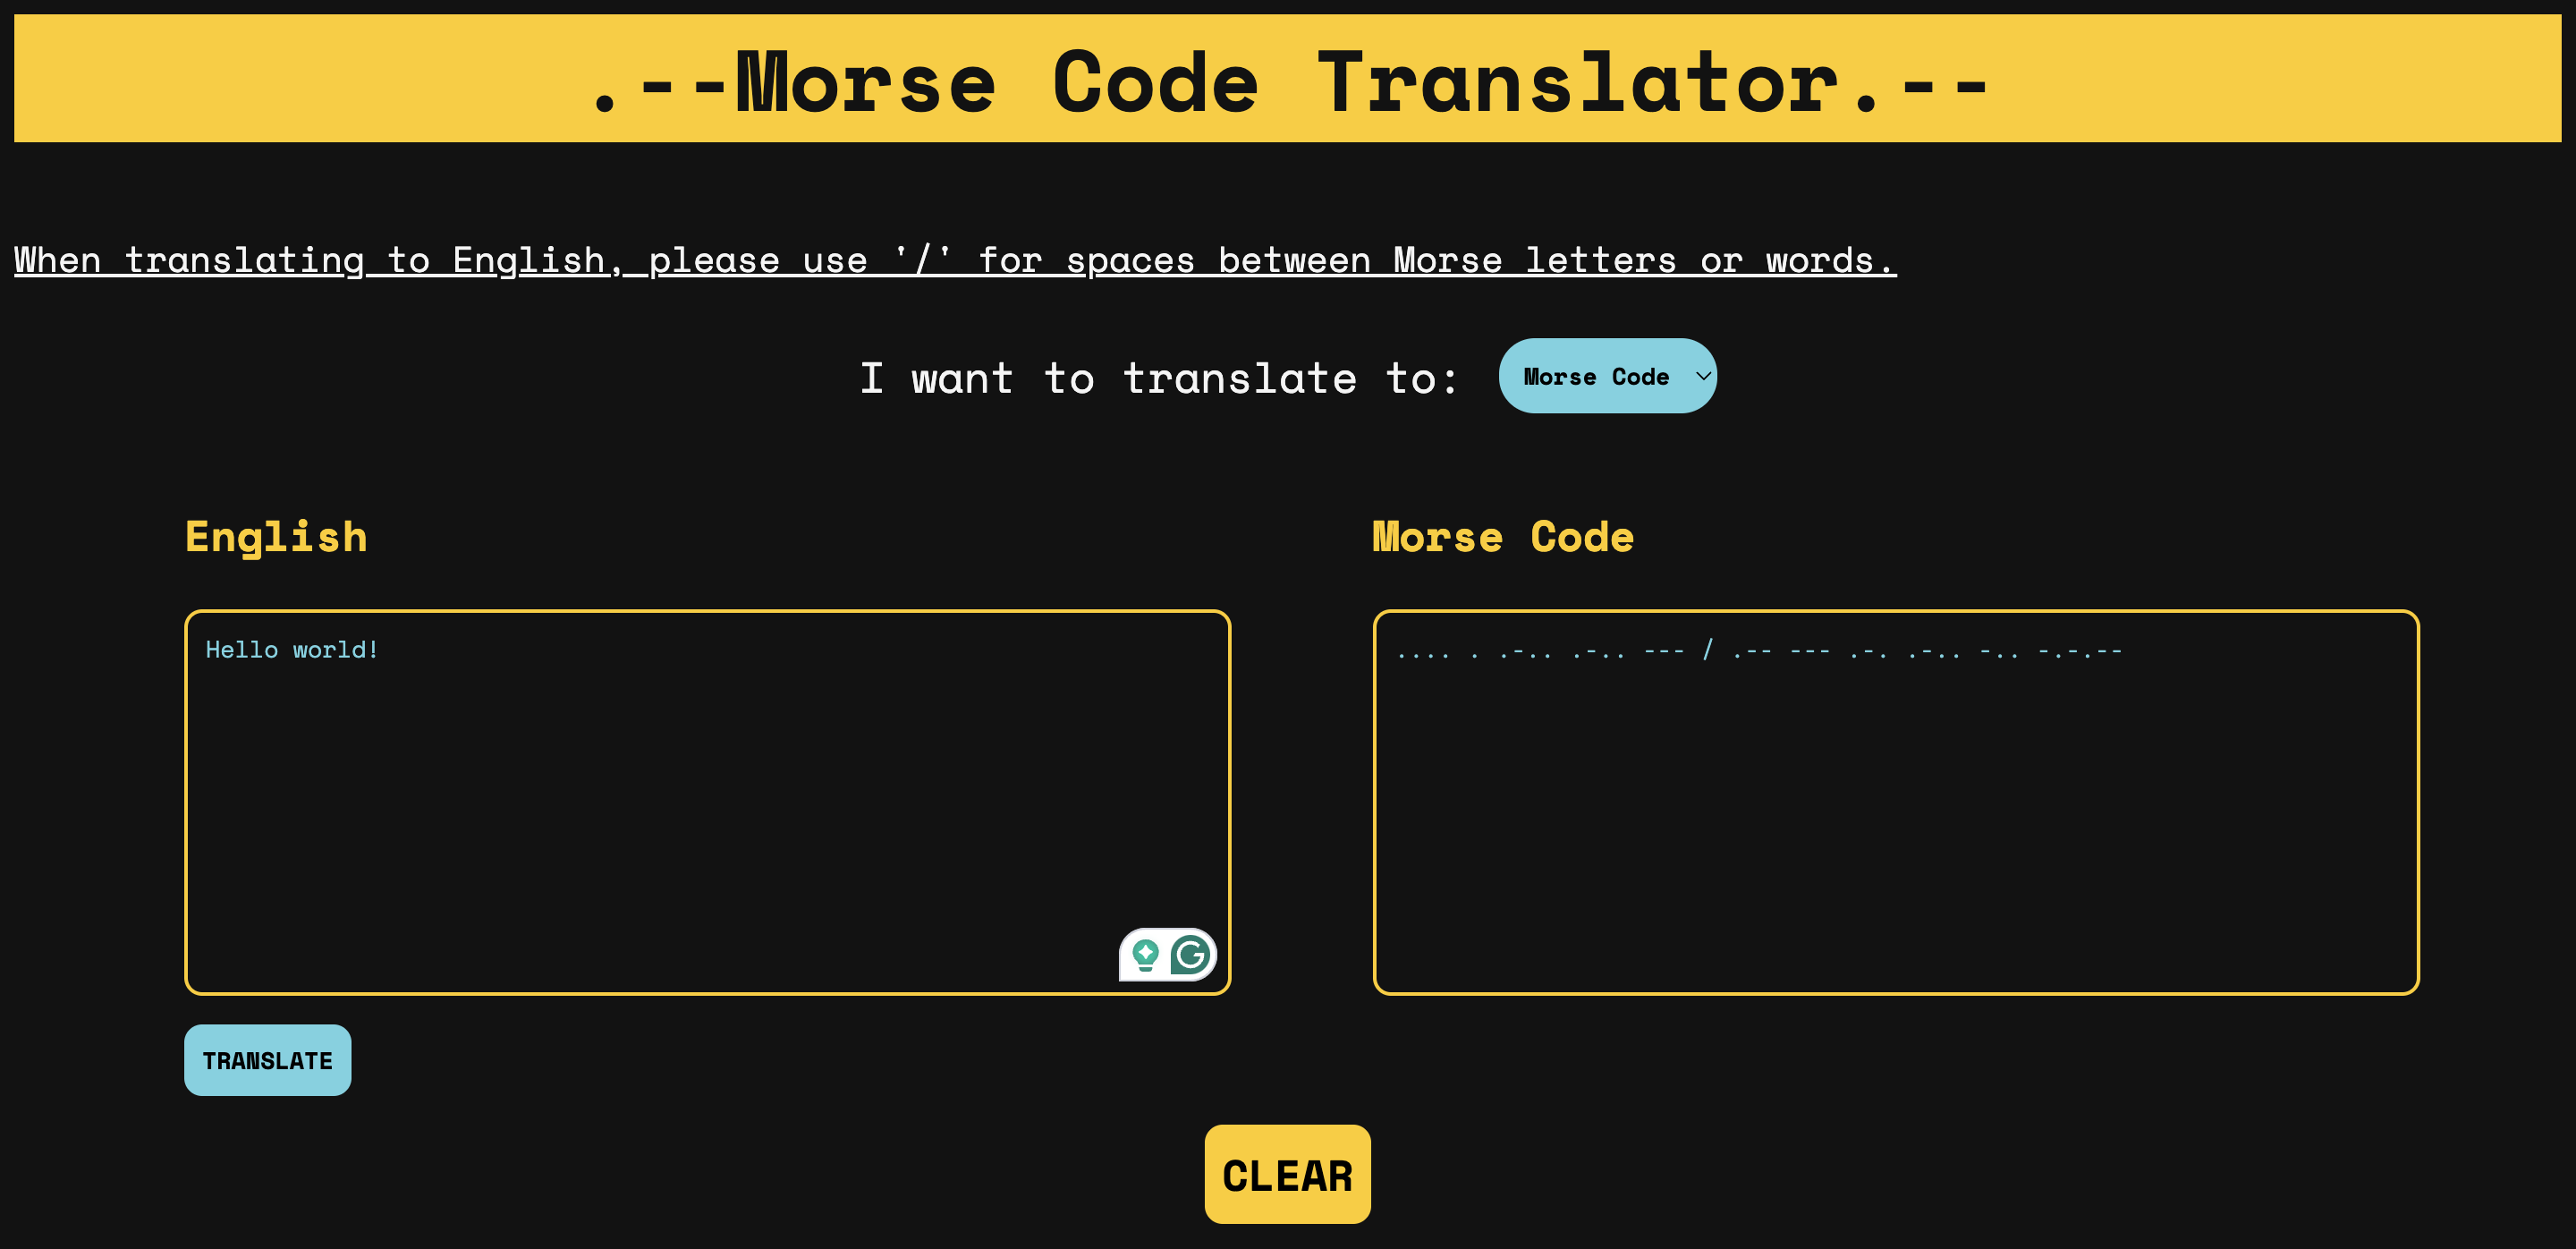 .--Morse Code Translator.--
When translating to English, please use '/' for spaces between Morse letters or words.
I want to translate to: Morse Code
English
Morse Code
Hello world!
.... . .-.. .-.. --- / .-- --- .-. .-.. -.. -.-.--
TRANSLATE
CLEAR